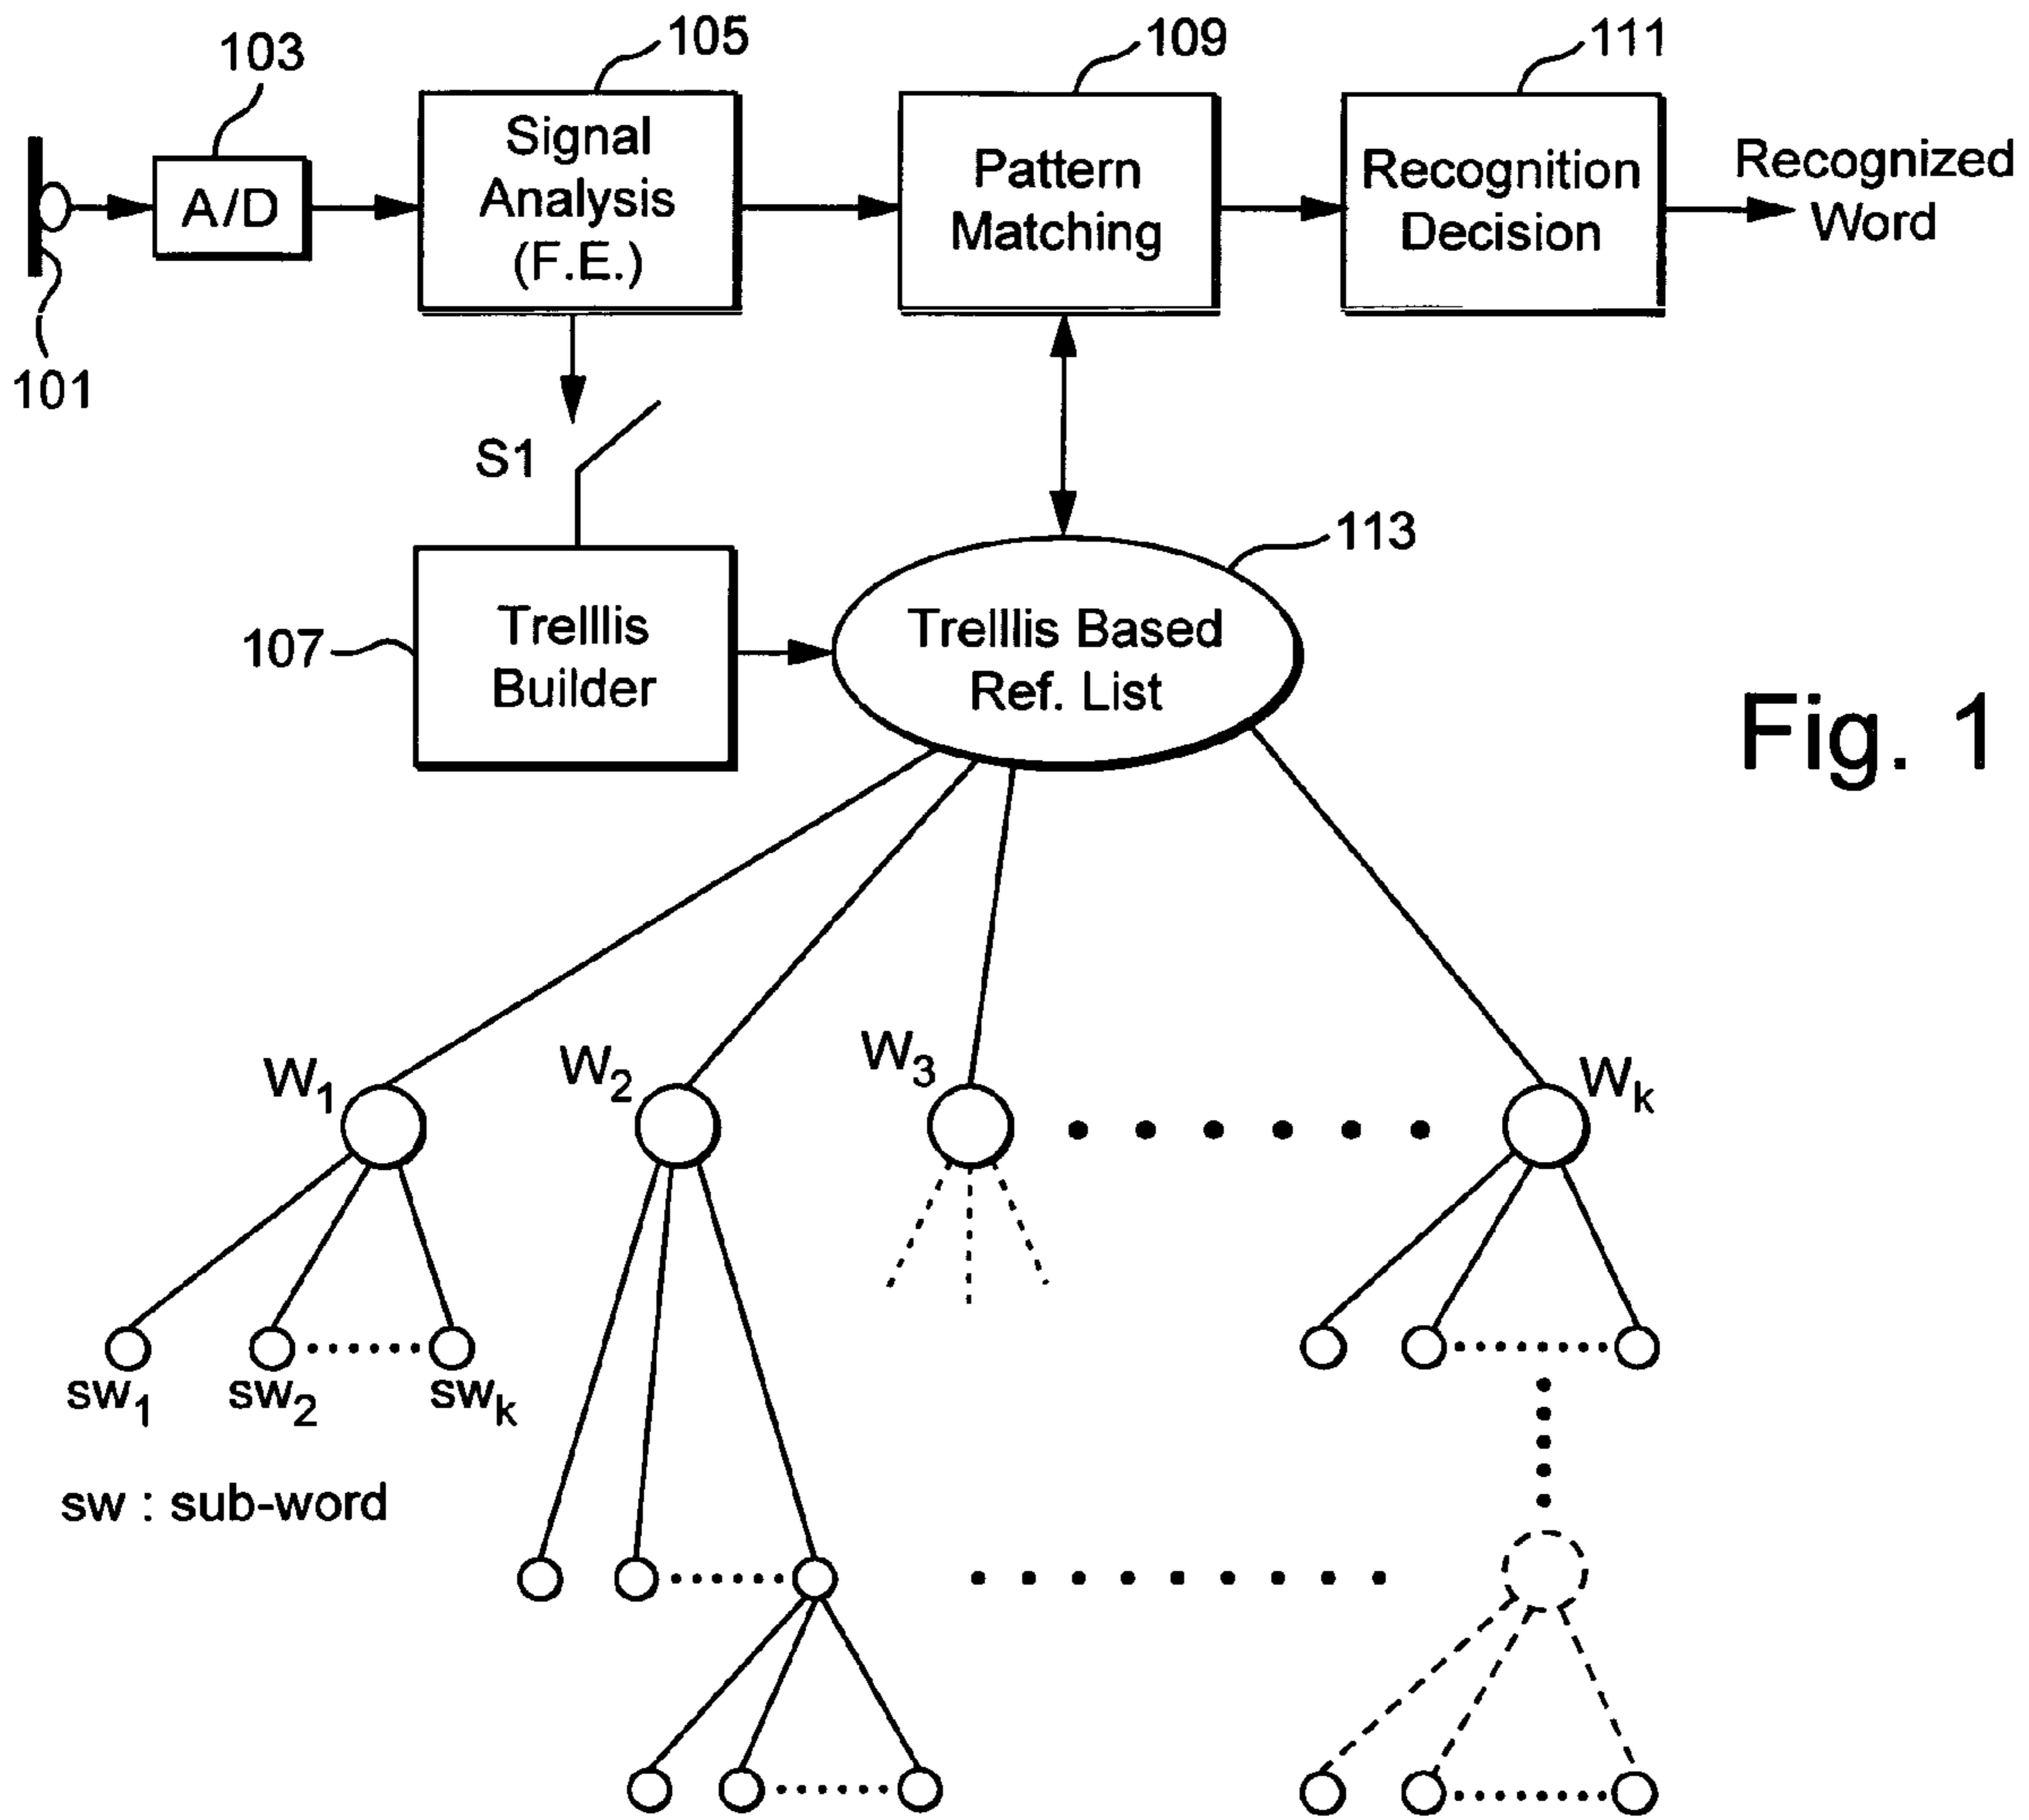 103
105
109
111
A/D
Signal
Analysis
(F.E.)
Pattern
Matching
Recognition
Decision
Recognized
Word
101
S1
113
107
Trelllis
Builder
Trelllis Based
Ref. List
Fig. 1
W1
W2
W3
Wk
sw1
sw2
swk
sw : sub-word